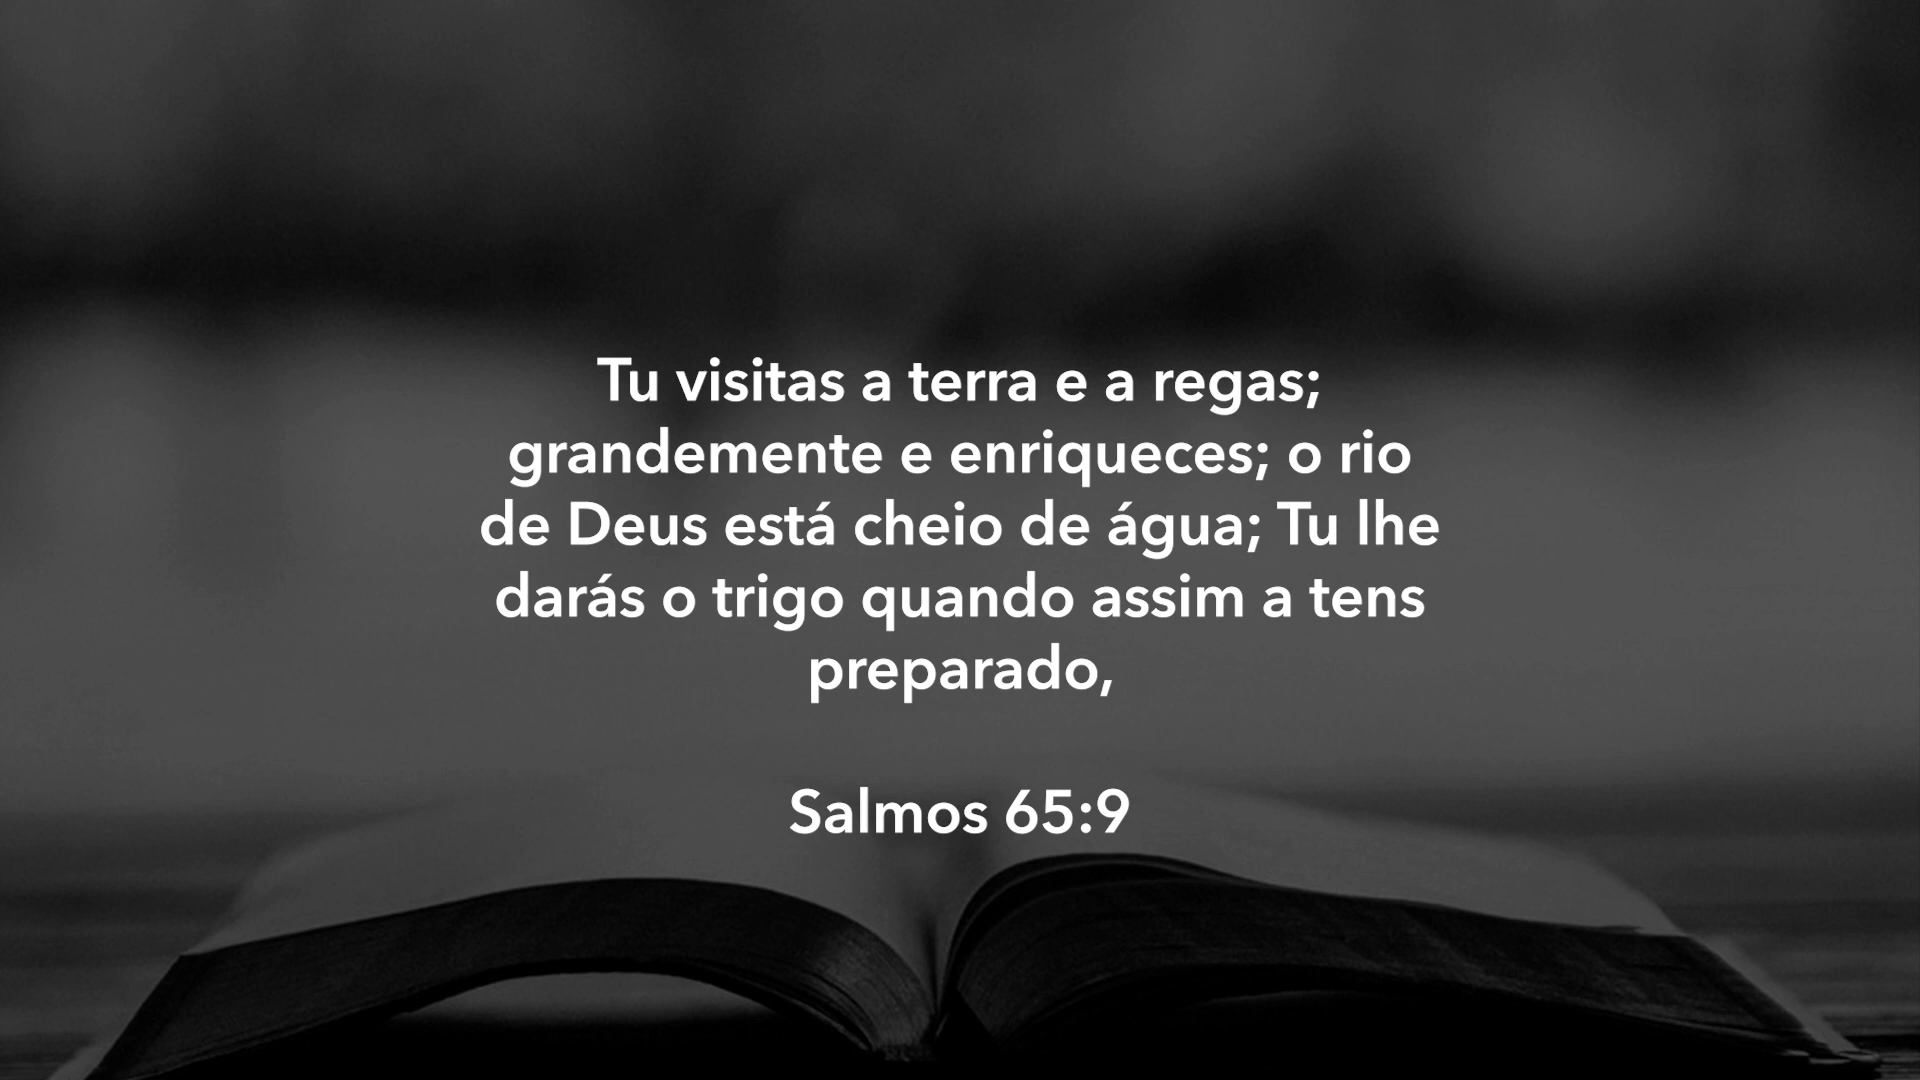 Tu visitas a terra e a regas;
grandemente e enriqueces; o rio
de Deus está cheio de água; Tu lhe
darás o trigo quando assim a tens
preparado,
Salmos 65:9